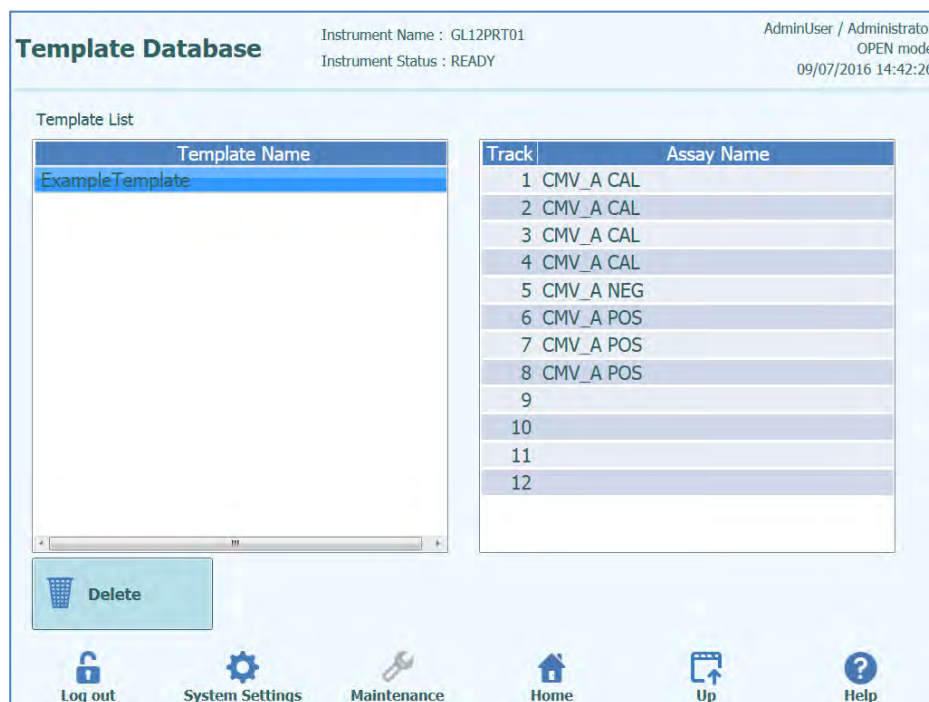 Template Database
Instrument Name : GL12PRT01
Instrument Status : READY
AdminUser / Administrator
OPEN mode
09/07/2016 14:42:26
Template List
Template Name
ExampleTemplate
Track Assay Name
1 CMV_A CAL
2 CMV_A CAL
3 CMV_A CAL
4 CMV_A CAL
5 CMV_A NEG
6 CMV_A POS
7 CMV_A POS
8 CMV_A POS
9
10
11
12
Delete
Log out System Settings Maintenance Home Up Help